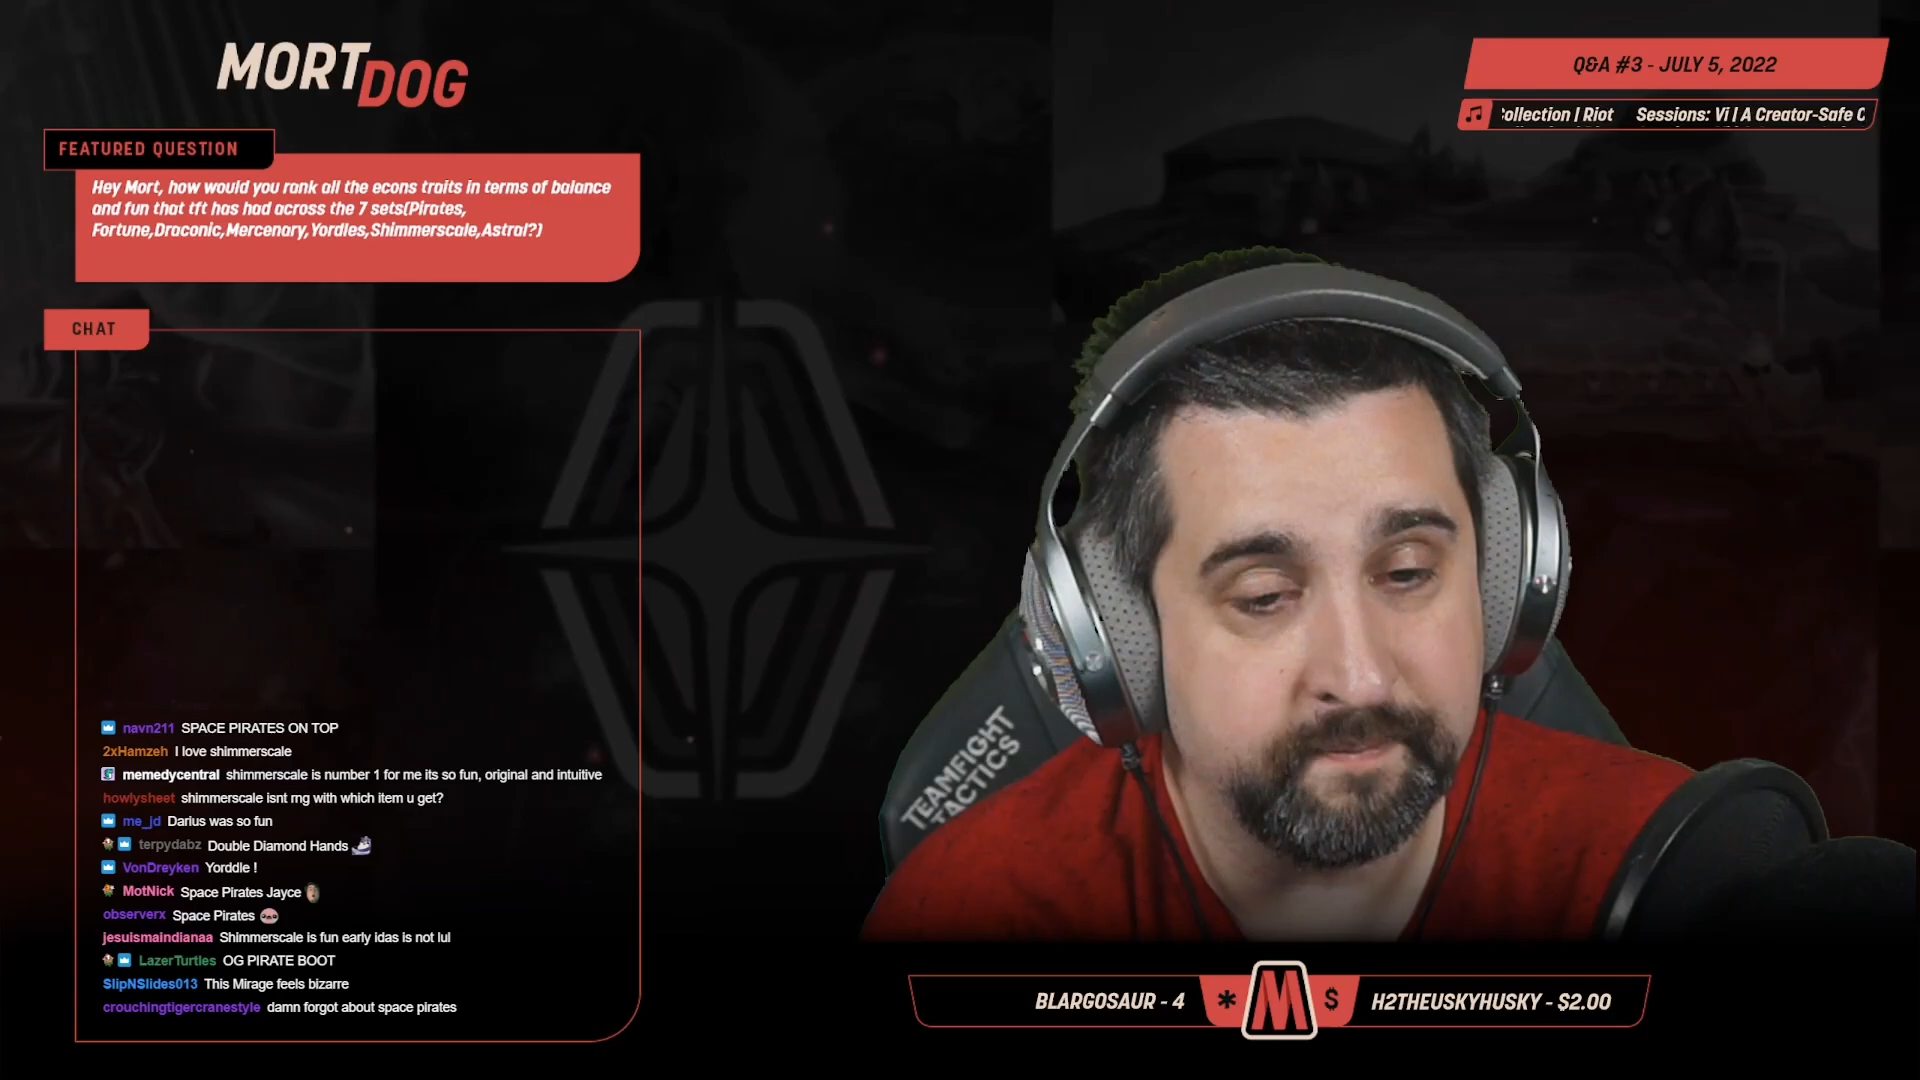 MORTDOG
Q&A #3 - JULY 5, 2022
Collection | Riot Sessions: Vi | A Creator-Safe C
FEATURED QUESTION
Hey Mort, how would you rank all the econs traits in terms of balance
and fun that tft has had across the 7 sets(Pirates,
Fortune,Draconic,Mercenary,Yordles,Shimmerscale,Astral?)
CHAT
navn211 SPACE PIRATES ON TOP
2xHamzeh I love shimmerscale
memedycentral shimmerscale is number 1 for me its so fun, original and intuitive
howlysheet shimmerscale isnt rng with which item u get?
me_jd Darius was so fun
terpydabz Double Diamond Hands
VonDreyken Yorddle !
MotNick Space Pirates Jayce
observerx Space Pirates
jesuismaindianaa Shimmerscale is fun early idas is not lul
LazerTurtles OG PIRATE BOOT
SlipNSlides013 This Mirage feels bizarre
crouchingtigercranestyle damn forgot about space pirates
TEAMFIGHT
TACTICS
BLARGOSAUR - 4 * M $ H2THEUSKYHUSKY - $2.00